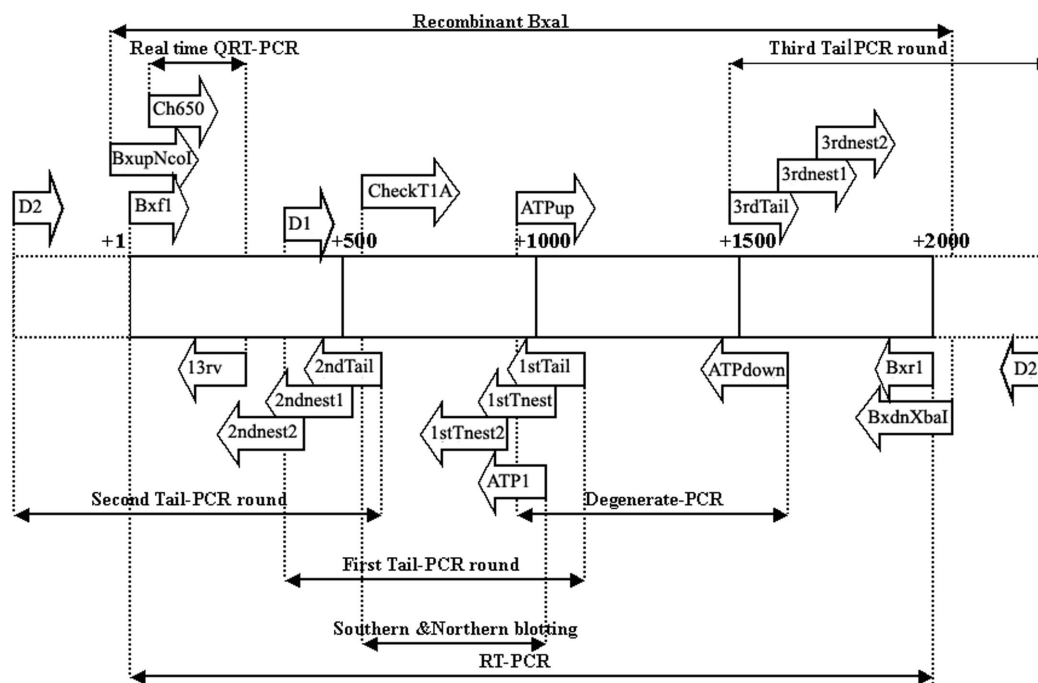 Recombinant Bxa1
Real time QRT-PCR
Third Tail PCR round
Ch650
3rdnest2
BxupNcoI
3rdnest1
CheckT1A
D2
Bxf1
D1
ATPup
3rdTail
+1
+500
+1000
+1500
+2000
13rv
2ndTail
1stTail
ATPdown
Bxr1
D2
2ndnest1
1stTnest
BxdnXbaI
2ndnest2
1stTnest2
ATP1
Second Tail-PCR round
Degenerate-PCR
First Tail-PCR round
Southern &Northern blotting
RT-PCR